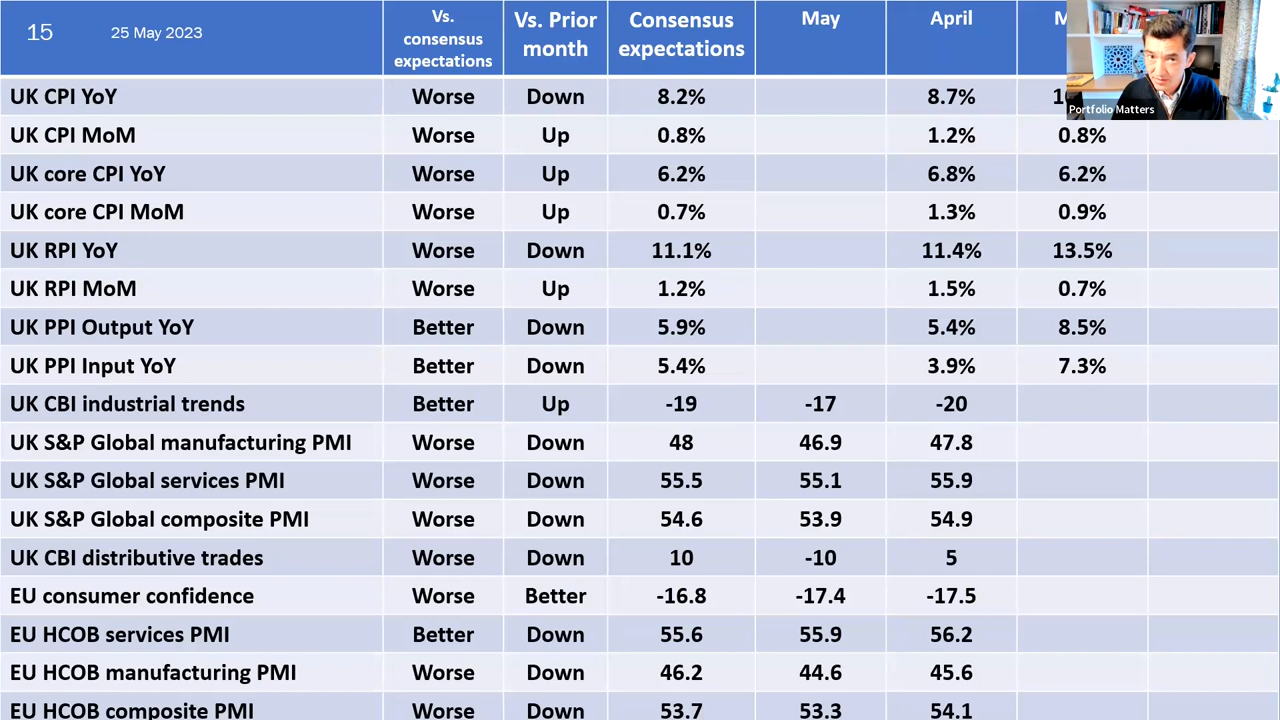 15 25 May 2023 Vs. consensus expectations Vs. Prior month Consensus expectations May April
Portfolio Matters
UK CPI YoY Worse Down 8.2% 8.7%
UK CPI MoM Worse Up 0.8% 1.2% 0.8%
UK core CPI YoY Worse Up 6.2% 6.8% 6.2%
UK core CPI MoM Worse Up 0.7% 1.3% 0.9%
UK RPI YoY Worse Down 11.1% 11.4% 13.5%
UK RPI MoM Worse Up 1.2% 1.5% 0.7%
UK PPI Output YoY Better Down 5.9% 5.4% 8.5%
UK PPI Input YoY Better Down 5.4% 3.9% 7.3%
UK CBI industrial trends Better Up -19 -17 -20
UK S&P Global manufacturing PMI Worse Down 48 46.9 47.8
UK S&P Global services PMI Worse Down 55.5 55.1 55.9
UK S&P Global composite PMI Worse Down 54.6 53.9 54.9
UK CBI distributive trades Worse Down 10 -10 5
EU consumer confidence Worse Better -16.8 -17.4 -17.5
EU HCOB services PMI Better Down 55.6 55.9 56.2
EU HCOB manufacturing PMI Worse Down 46.2 44.6 45.6
EU HCOB composite PMI Worse Down 53.7 53.3 54.1